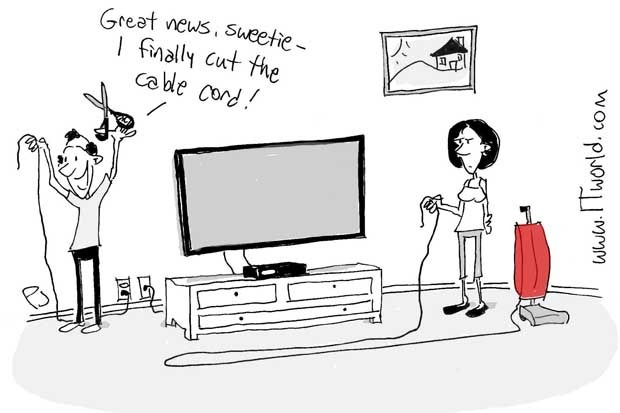 Great news, sweetie –
I finally cut the
cable cord!
www.ITworld.com